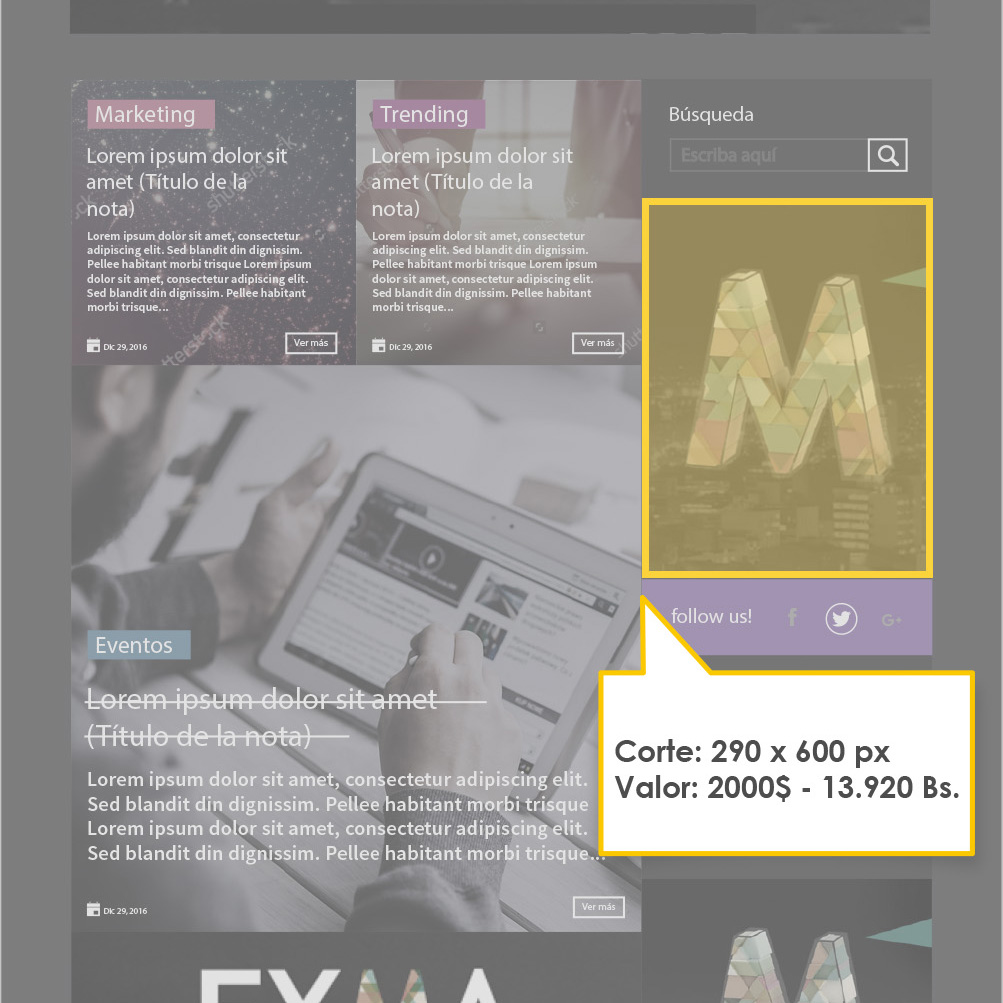 Marketing
Lorem ipsum dolor sit
amet (Título de la
nota)
Lorem ipsum dolor sit amet, consectetur
adipiscing elit. Sed blandit din dignissim.
Pellee habitant morbi trisque Lorem ipsum
dolor sit amet, consectetur adipiscing elit.
Sed blandit din dignissim. Pellee habitant
morbi trisque...
Dic 29, 2016
Ver más
Trending
Lorem ipsum dolor sit
amet (Título de la
nota)
Lorem ipsum dolor sit amet, consectetur
adipiscing elit. Sed blandit din dignissim.
Pellee habitant morbi trisque Lorem ipsum
dolor sit amet, consectetur adipiscing elit.
Sed blandit din dignissim. Pellee habitant
morbi trisque...
Dic 29, 2016
Ver más
Búsqueda
Escriba aquí
M
follow us!
f
G+
Corte: 290 x 600 px
Valor: 2000$ - 13.920 Bs.
Eventos
Lorem ipsum dolor sit amet
(Título de la nota)
Lorem ipsum dolor sit amet, consectetur adipiscing elit.
Sed blandit din dignissim. Pellee habitant morbi trisque
Lorem ipsum dolor sit amet, consectetur adipiscing elit.
Sed blandit din dignissim. Pellee habitant morbi trisque...
Dic 29, 2016
Ver más
EXMA
M